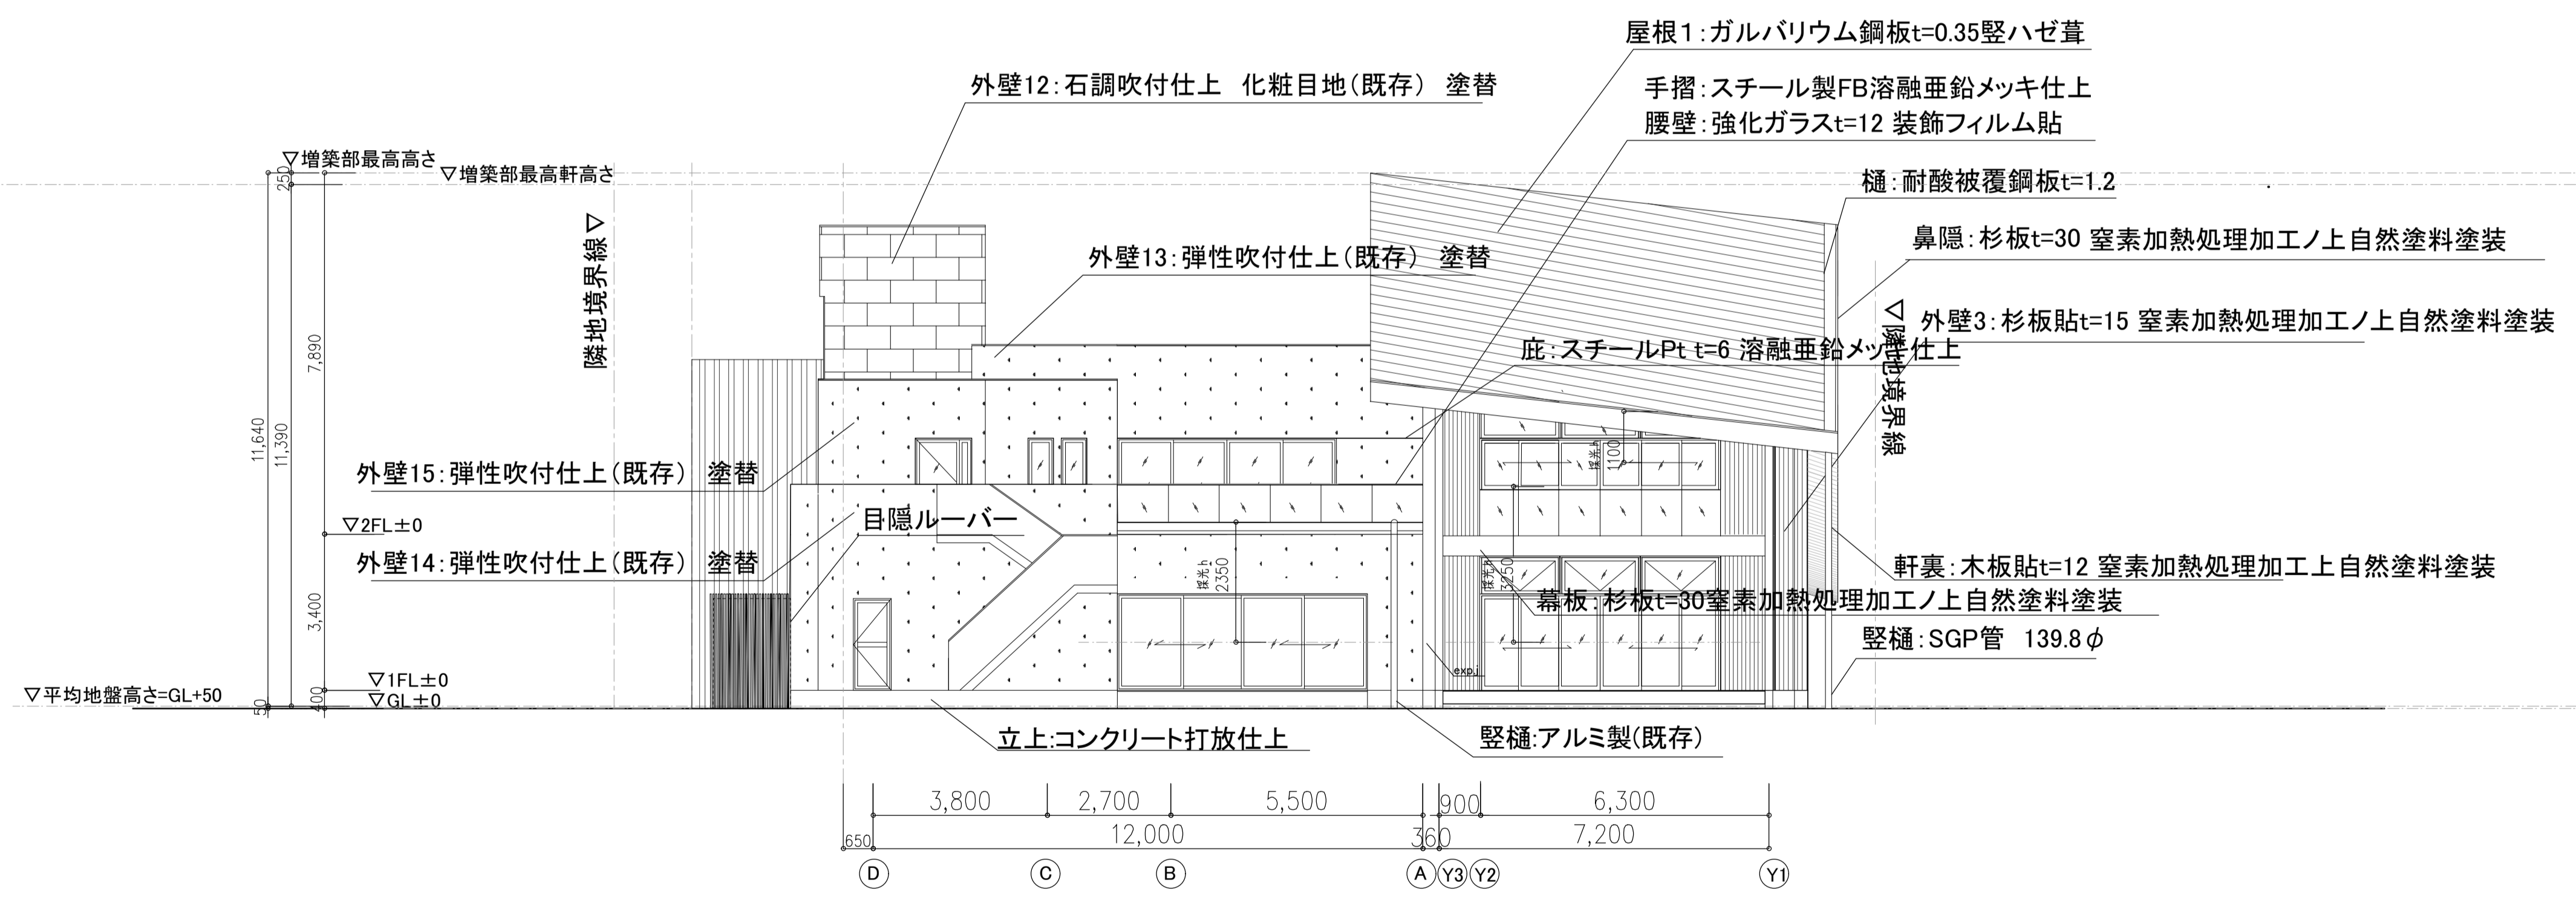 屋根1:ガルバリウム鋼板t=0.35竪ハゼ葺
外壁12:石調吹付仕上 化粧目地(既存) 塗替
手摺:スチール製FB溶融亜鉛メッキ仕上
腰壁:強化ガラスt=12 装飾フィルム貼
▽増築部最高高さ
▽増築部最高軒高さ
250
樋:耐酸被覆鋼板t=1.2
隣地境界線▽
鼻隠:杉板t=30 窒素加熱処理加工ノ上自然塗料塗装
外壁13:弾性吹付仕上(既存) 塗替
▽隣地境界線
外壁3:杉板貼t=15 窒素加熱処理加工ノ上自然塗料塗装
庇:スチールPt t=6 溶融亜鉛メッキ仕上
7,890
11,640
11,390
採光h
1100
外壁15:弾性吹付仕上(既存) 塗替
目隠ルーバー
▽2FL±0
外壁14:弾性吹付仕上(既存) 塗替
採光h
2350
採光h
3250
軒裏:木板貼t=12 窒素加熱処理加工上自然塗料塗装
幕板:杉板t=30窒素加熱処理加工ノ上自然塗料塗装
3,400
竪樋:SGP管 139.8φ
exp.j
▽1FL±0
▽平均地盤高さ=GL+50
▽GL±0
50
400
立上:コンクリート打放仕上
竪樋:アルミ製(既存)
3,800
2,700
5,500
900
6,300
650
12,000
360
7,200
D
C
B
A
Y3
Y2
Y1